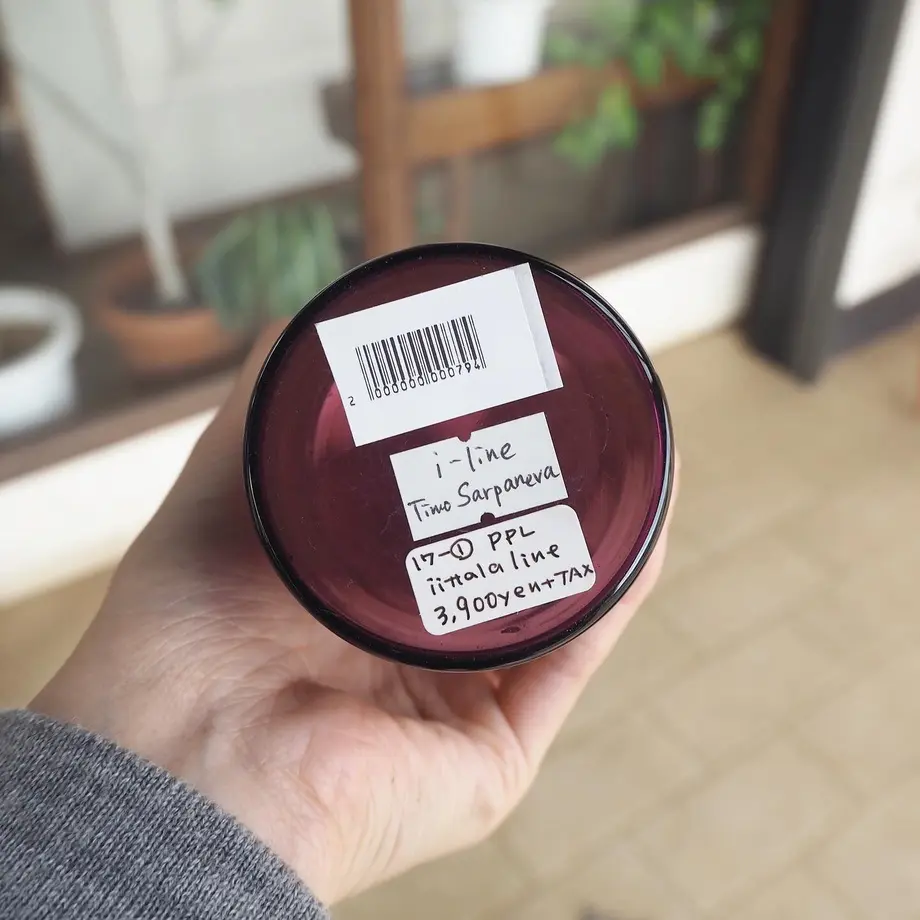 2 000000 000794
i-line
Timo Sarpaneva
17-① PPL
iittala line
3,900yen+TAX